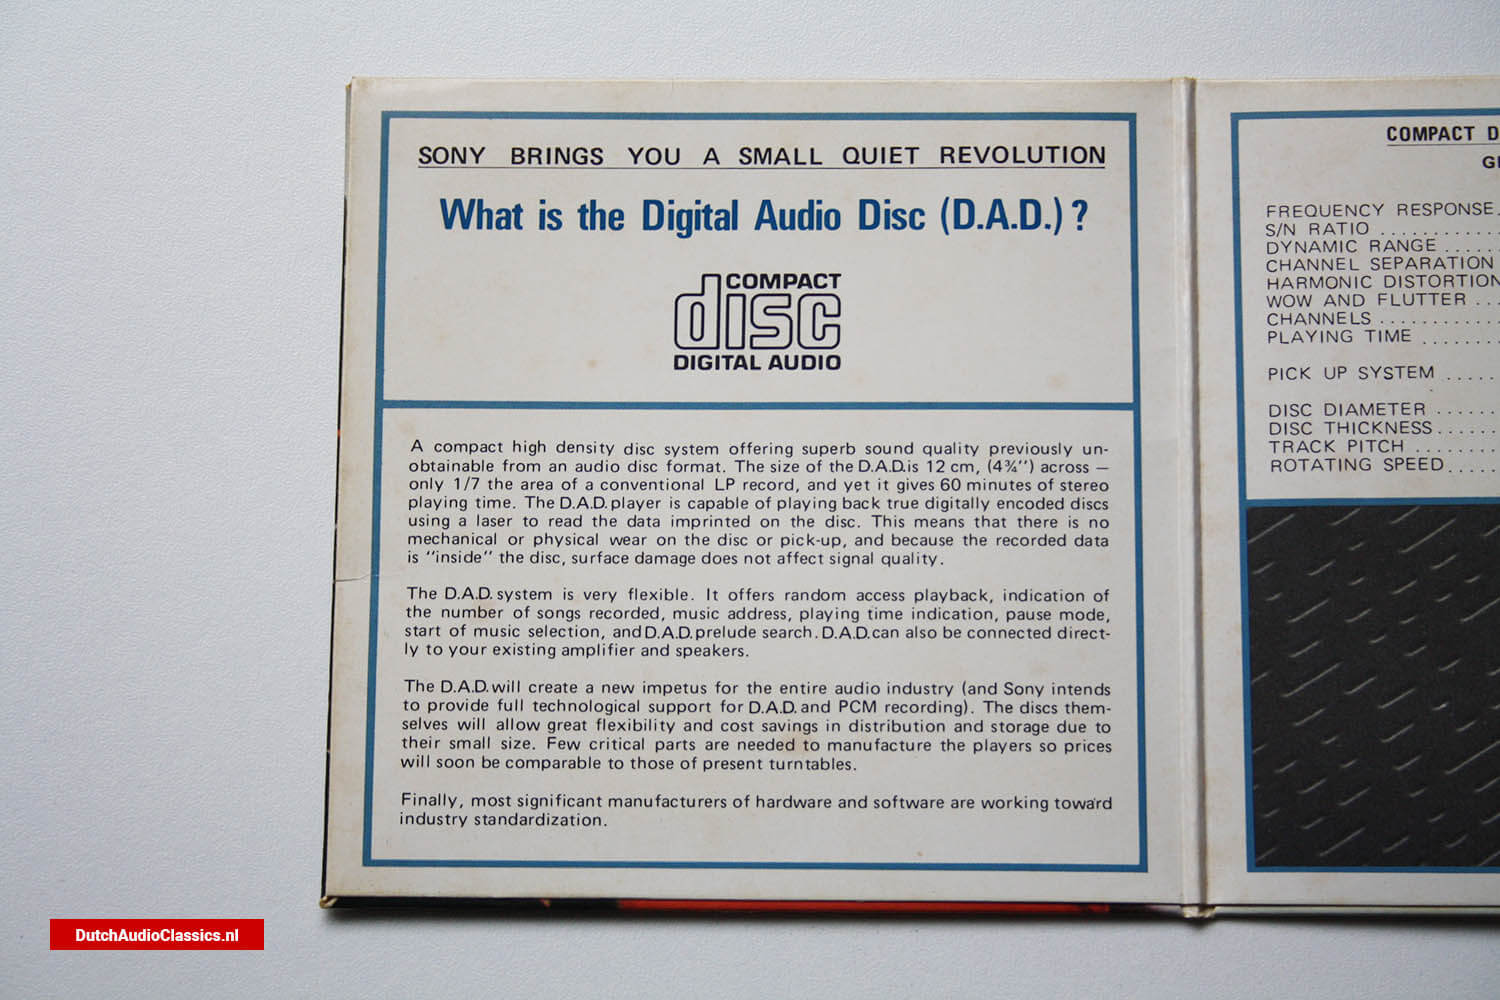 SONY BRINGS YOU A SMALL QUIET REVOLUTION
What is the Digital Audio Disc (D.A.D.) ?
COMPACT
disc
DIGITAL AUDIO
A compact high density disc system offering superb sound quality previously un-
obtainable from an audio disc format. The size of the D.A.D.is 12 cm, (4¾'') across —
only 1/7 the area of a conventional LP record, and yet it gives 60 minutes of stereo
playing time. The D.A.D. player is capable of playing back true digitally encoded discs
using a laser to read the data imprinted on the disc. This means that there is no
mechanical or physical wear on the disc or pick-up, and because the recorded data
is ''inside'' the disc, surface damage does not affect signal quality.
The D.A.D. system is very flexible. It offers random access playback, indication of
the number of songs recorded, music address, playing time indication, pause mode,
start of music selection, and D.A.D. prelude search. D.A.D.can also be connected direct-
ly to your existing amplifier and speakers.
The D.A.D. will create a new impetus for the entire audio industry (and Sony intends
to provide full technological support for D.A.D. and PCM recording). The discs them-
selves will allow great flexibility and cost savings in distribution and storage due to
their small size. Few critical parts are needed to manufacture the players so prices
will soon be comparable to those of present turntables.
Finally, most significant manufacturers of hardware and software are working toward
industry standardization.
COMPACT D
GE
FREQUENCY RESPONSE.
S/N RATIO ............
DYNAMIC RANGE .....
CHANNEL SEPARATION
HARMONIC DISTORTION
WOW AND FLUTTER ...
CHANNELS ............
PLAYING TIME ........
PICK UP SYSTEM .....
DISC DIAMETER ......
DISC THICKNESS......
TRACK PITCH ........
ROTATING SPEED.....
DutchAudioClassics.nl